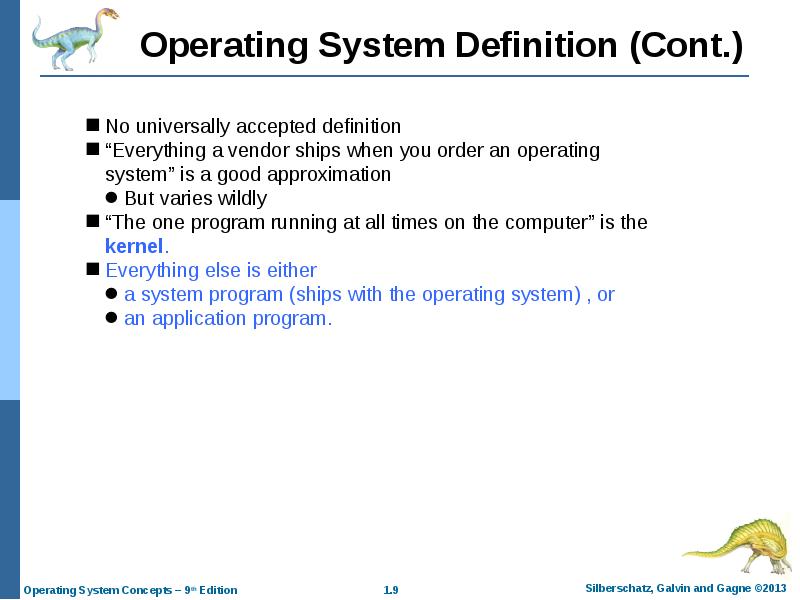 Operating System Definition (Cont.)
No universally accepted definition
“Everything a vendor ships when you order an operating
system” is a good approximation
But varies wildly
“The one program running at all times on the computer” is the
kernel.
Everything else is either
a system program (ships with the operating system) , or
an application program.
Operating System Concepts – 9th Edition
1.9
Silberschatz, Galvin and Gagne ©2013